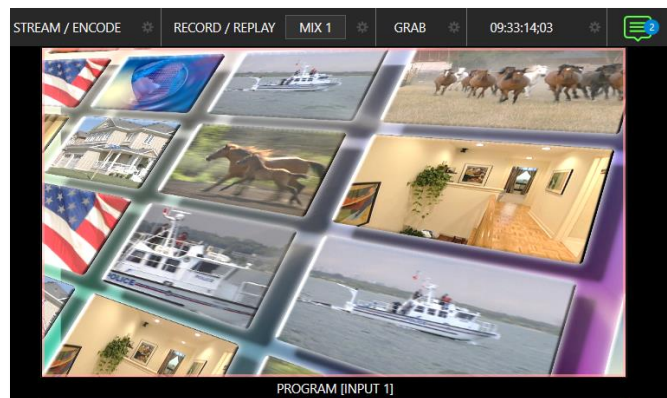 STREAM / ENCODE RECORD / REPLAY MIX 1 GRAB 09:33:14;03 2
POLICE
PROGRAM [INPUT 1]